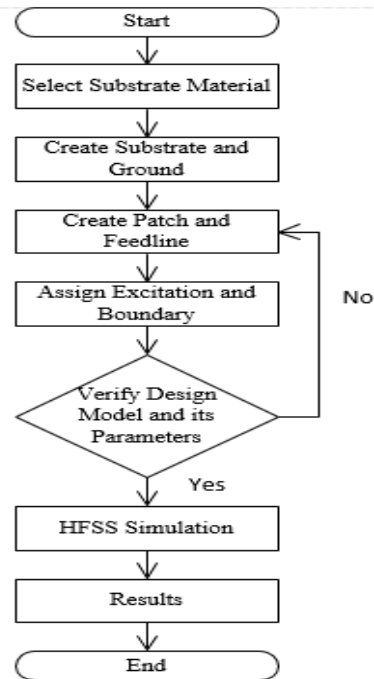 Start
Select Substrate Material
Create Substrate and
Ground
Create Patch and
Feedline
Assign Excitation and
Boundary
No
Verify Design
Model and its
Parameters
Yes
HFSS Simulation
Results
End